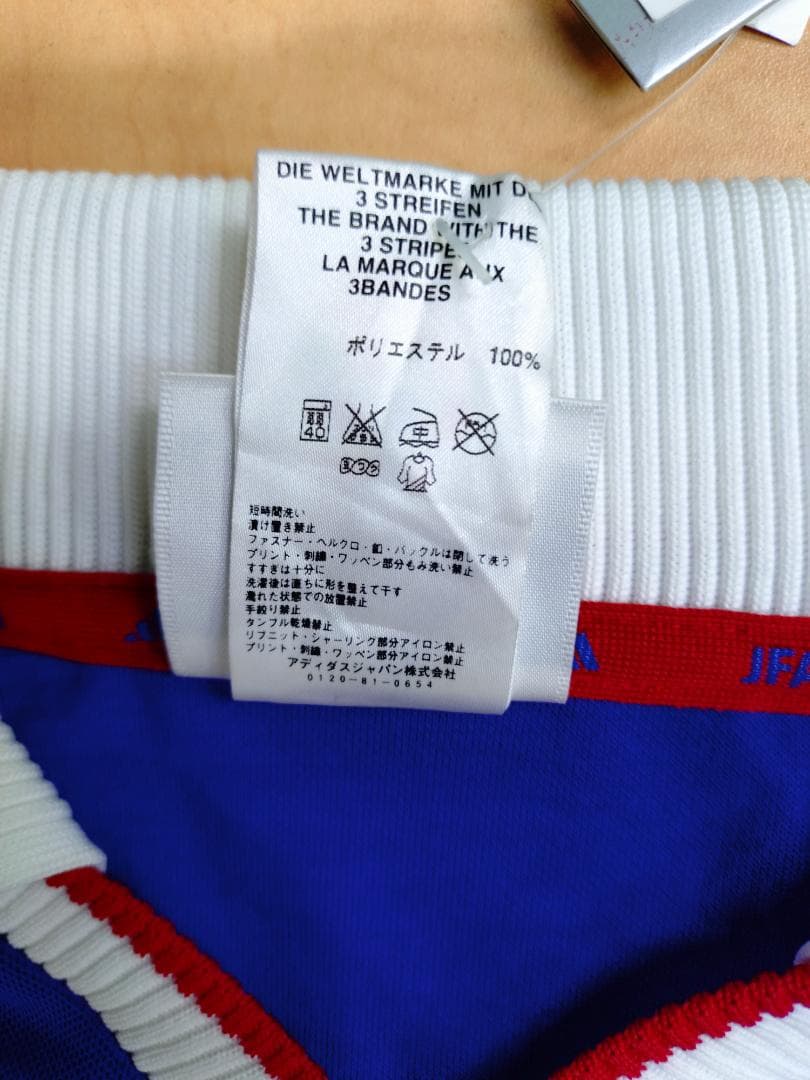 DIE WELTMARKE MIT
3 STREIFEN
THE BRAND WITH THE
3 STRIPE
LA MARQUE AUX
3BANDES
ポリエステル 100%
40
中
短時間洗い
漬け置き禁止
ファスナー・ベルクロ・釦・バックルは閉して洗う
プリント・刺繍・ワッペン部分もみ洗い禁止
すすぎは十分に
洗濯後は直ちに形を整えて干す
濡れた状態での放置禁止
手絞り禁止
タンブル乾燥禁止
リブニット・シャーリング部分アイロン禁止
プリント・刺繍・ワッペン部分アイロン禁止
アディダスジャパン株式会社
0120-81-0654
JFA